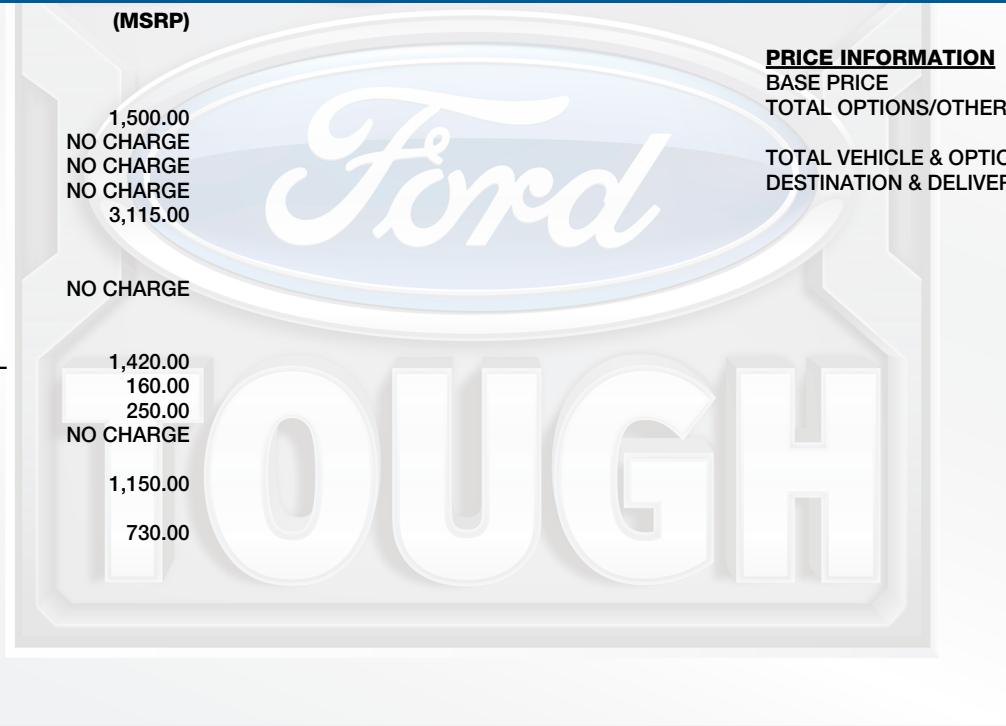 (MSRP)
1,500.00
NO CHARGE
NO CHARGE
NO CHARGE
3,115.00
NO CHARGE
1,420.00
160.00
250.00
NO CHARGE
1,150.00
730.00
PRICE INFORMATION
BASE PRICE
TOTAL OPTIONS/OTHER
TOTAL VEHICLE & OPTIO
DESTINATION & DELIVER
Ford
TOUGH